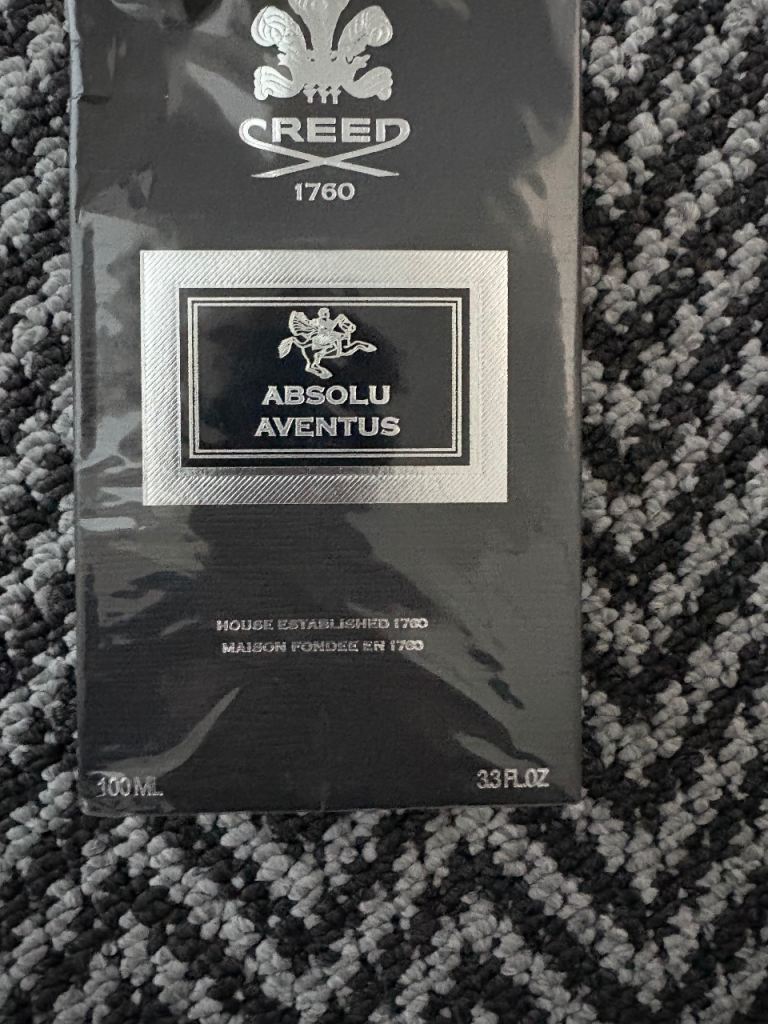 CREED
1760
ABSOLU
AVENTUS
HOUSE ESTABLISHED 1760
MAISON FONDEE EN 1760
100 ML
3.3 FL.OZ